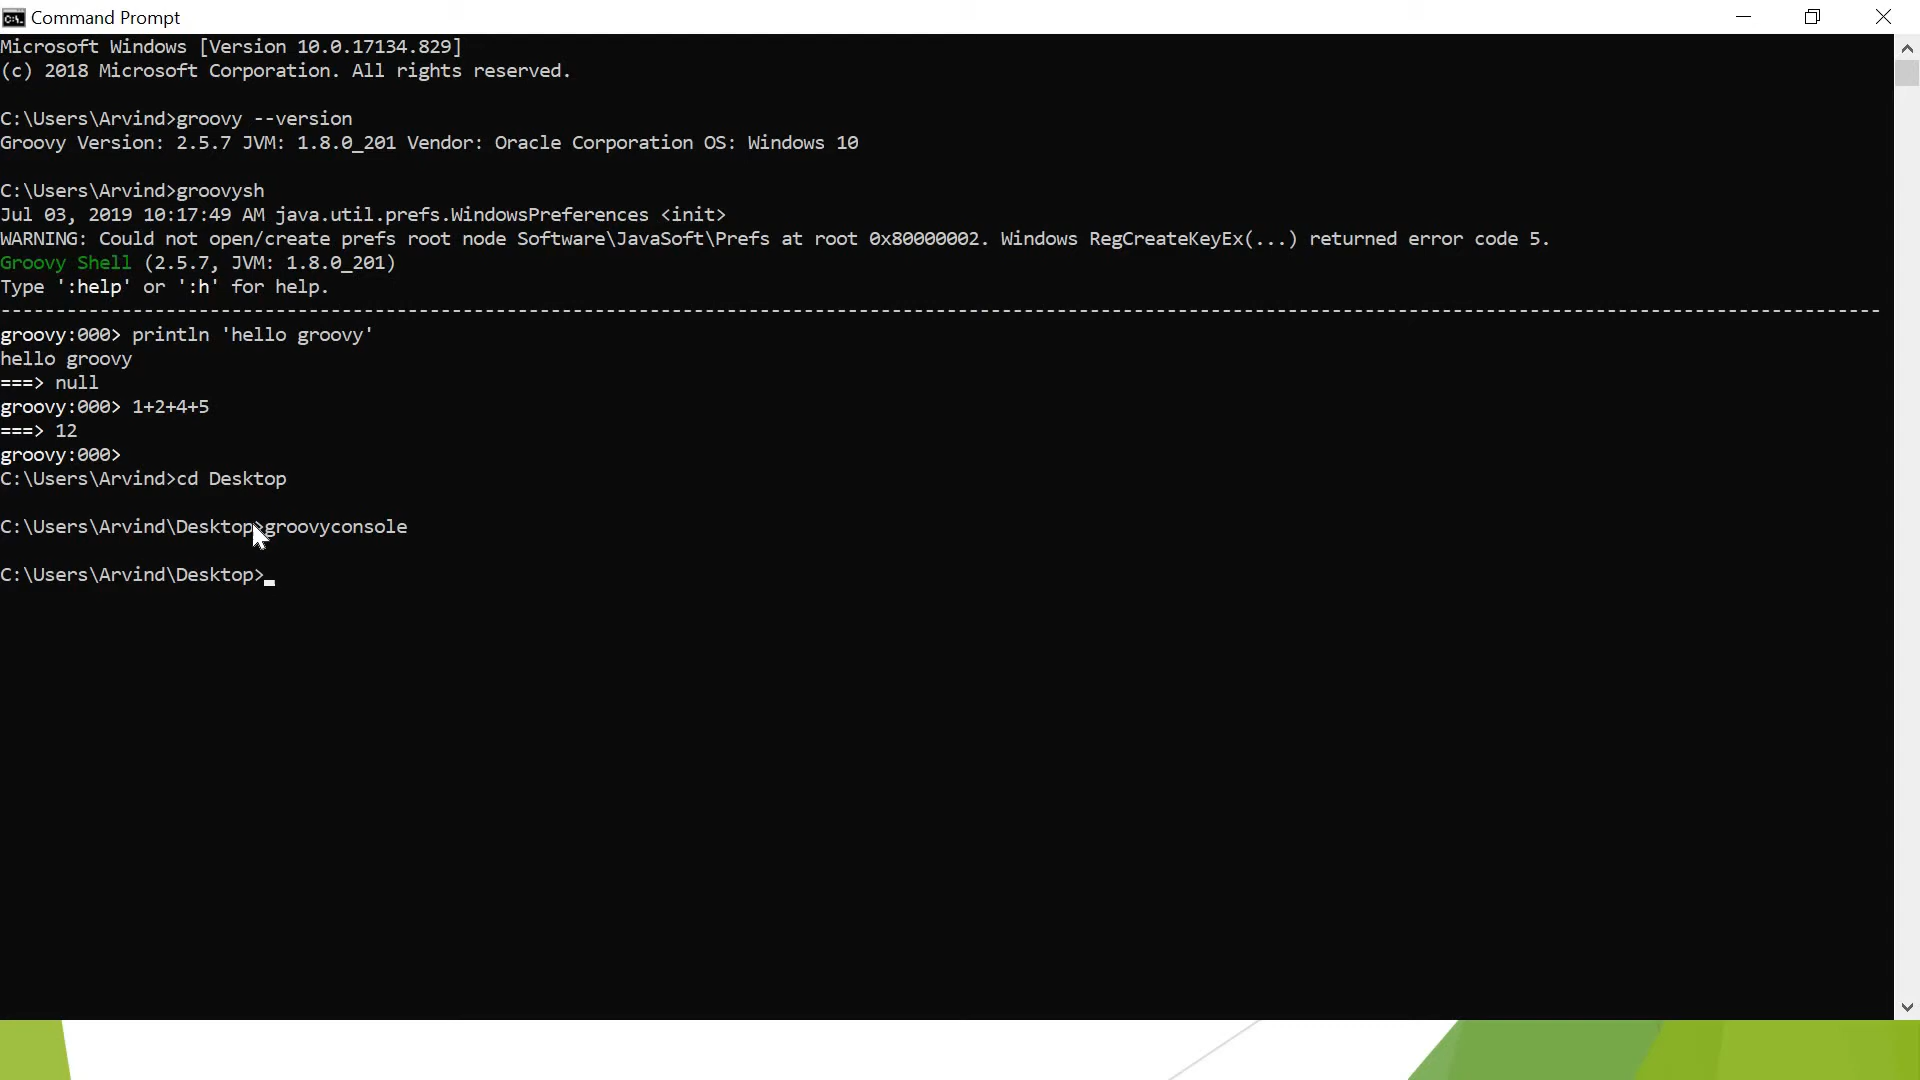 Command Prompt
Microsoft Windows [Version 10.0.17134.829]
(c) 2018 Microsoft Corporation. All rights reserved.
C:\Users\Arvind>groovy --version
Groovy Version: 2.5.7 JVM: 1.8.0_201 Vendor: Oracle Corporation OS: Windows 10
C:\Users\Arvind>groovysh
Jul 03, 2019 10:17:49 AM java.util.prefs.WindowsPreferences <init>
WARNING: Could not open/create prefs root node Software\JavaSoft\Prefs at root 0x80000002. Windows RegCreateKeyEx(...) returned error code 5.
Groovy Shell (2.5.7, JVM: 1.8.0_201)
Type ':help' or ':h' for help.
groovy:000> println 'hello groovy'
hello groovy
===> null
groovy:000> 1+2+4+5
===> 12
groovy:000>
C:\Users\Arvind>cd Desktop
C:\Users\Arvind\Desktop>groovyconsole
C:\Users\Arvind\Desktop>